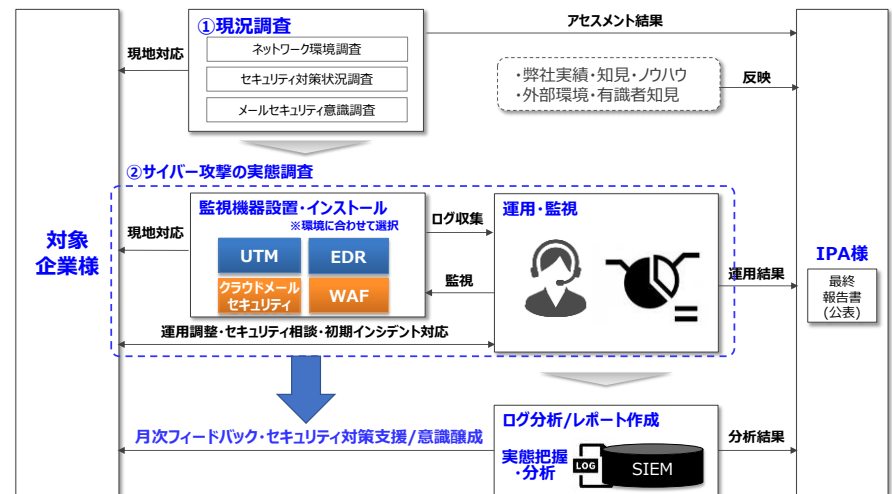 ①現況調査
ネットワーク環境調査
セキュリティ対策状況調査
メールセキュリティ意識調査
現地対応
アセスメント結果
・弊社実績・知見・ノウハウ
・外部環境・有識者知見
反映
②サイバー攻撃の実態調査
監視機器設置・インストール
※環境に合わせて選択
UTM
EDR
クラウドメール
セキュリティ
WAF
現地対応
ログ収集
監視
運用・監視
運用結果
運用調整・セキュリティ相談・初期インシデント対応
対象
企業様
IPA様
最終
報告書
(公表)
月次フィードバック・セキュリティ対策支援/意識醸成
ログ分析/レポート作成
実態把握
・分析
LOG
SIEM
分析結果